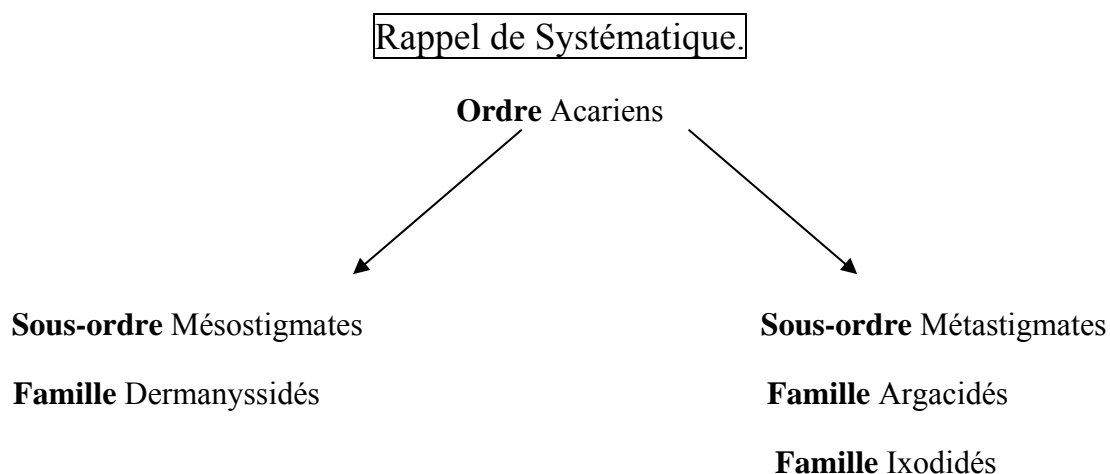 Rappel de Systématique.
Ordre Acariens
Sous-ordre Mésostigmates
Sous-ordre Métastigmates
Famille Dermanyssidés
Famille Argacidés
Famille Ixodidés